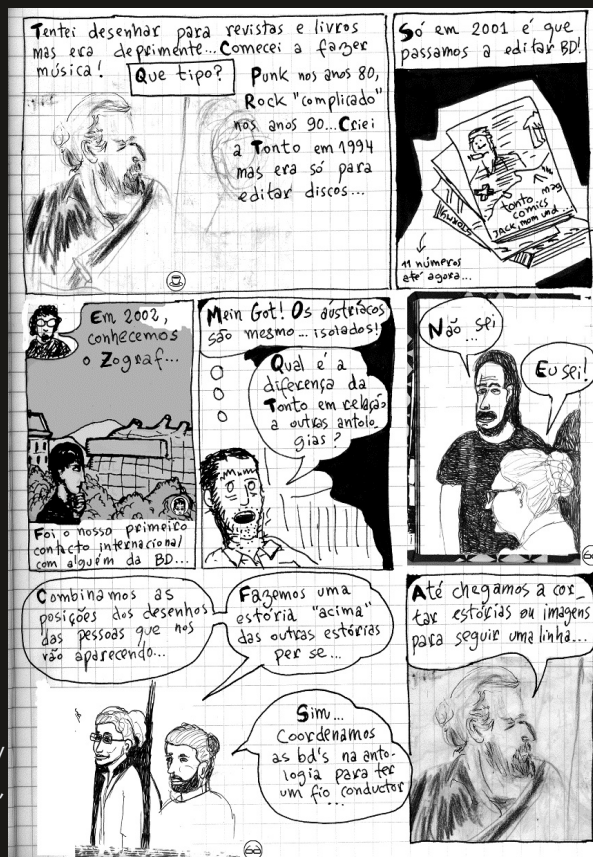 Tentei desenhar para revistas e livros
mas era deprimente... Comecei a fazer
música!
Que tipo?
Punk nos anos 80,
Rock "complicado"
nos anos 90... Criei
a Tonto em 1994
mas era só para
editar discos...
Só em 2001 é que
passamos a editar BD!
mag
tonto
comics
JACK, mom und...
11 números
até agora...
Em 2002,
conhecemos
o Zograf...
Foi o nosso primeiro
contacto internacional
com alguém da BD...
Mein Got! Os aústriacos
são mesmo... isolados!
Qual é a
diferença da
Tonto em relação
a outras antolo
gias?
Não sei
...
Eu sei!
Combinamos as
posições dos desenhos
das pessoas que nos
vão aparecendo...
Fazemos uma
estória "acima"
das outras estórias
per se...
Até chegamos a cor_
tar estórias ou imagens
para seguir uma linha...
Sim...
Coordenamos
as bd's na anto-
logia para ter
um fio conductor
...